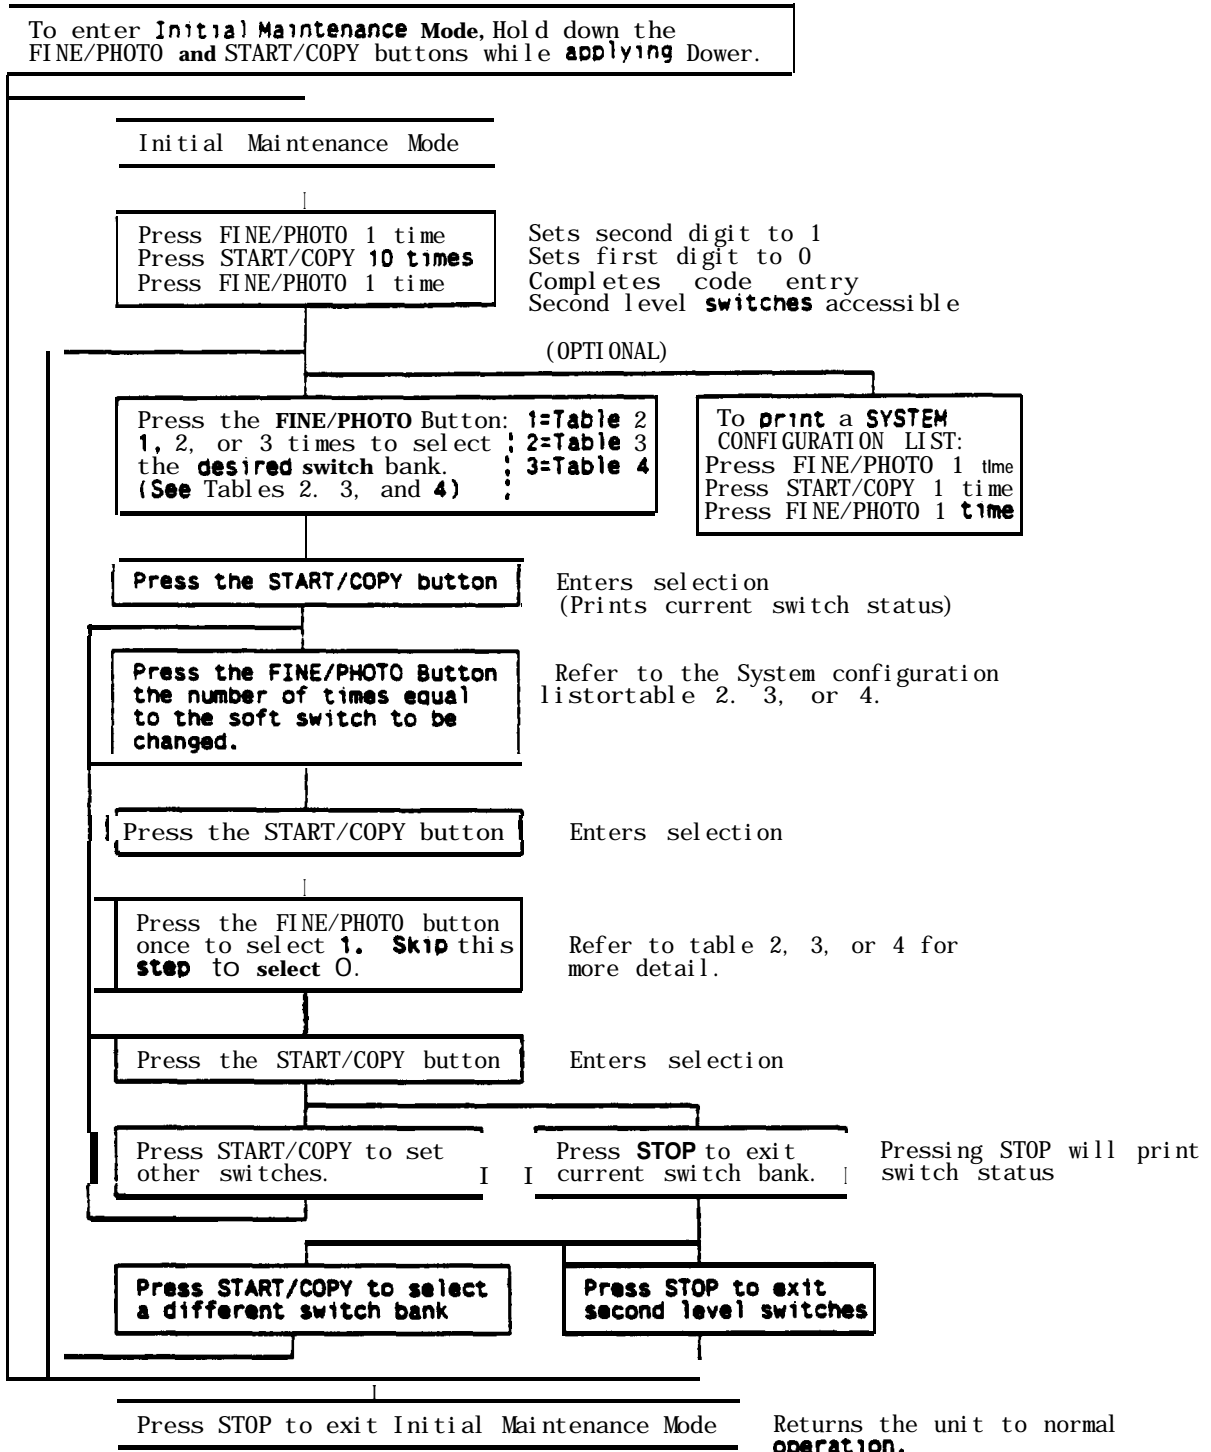 To enter Initial Maintenance Mode, Hold down the
FINE/PHOTO and START/COPY buttons while applying Dower.
Initial Maintenance Mode
Press FINE/PHOTO 1 time
Press START/COPY 10 times
Press FINE/PHOTO 1 time
Sets second digit to 1
Sets first digit to 0
Completes code entry
Second level switches accessible
(OPTIONAL)
Press the FINE/PHOTO Button: 1=Table 2
1, 2, or 3 times to select 2=Table 3
the desired switch bank. 3=Table 4
(See Tables 2. 3, and 4)
To print a SYSTEM
CONFIGURATION LIST:
Press FINE/PHOTO 1 time
Press START/COPY 1 time
Press FINE/PHOTO 1 time
Press the START/COPY button
Enters selection
(Prints current switch status)
Press the FINE/PHOTO Button
the number of times equal
to the soft switch to be
changed.
Refer to the System configuration
listortable 2. 3, or 4.
Press the START/COPY button
Enters selection
Press the FINE/PHOTO button
once to select 1. Skip this
step to select 0.
Refer to table 2, 3, or 4 for
more detail.
Press the START/COPY button
Enters selection
Press START/COPY to set
other switches.
Press STOP to exit
current switch bank.
Pressing STOP will print
switch status
Press START/COPY to select
a different switch bank
Press STOP to exit
second level switches
Press STOP to exit Initial Maintenance Mode
Returns the unit to normal
operation.